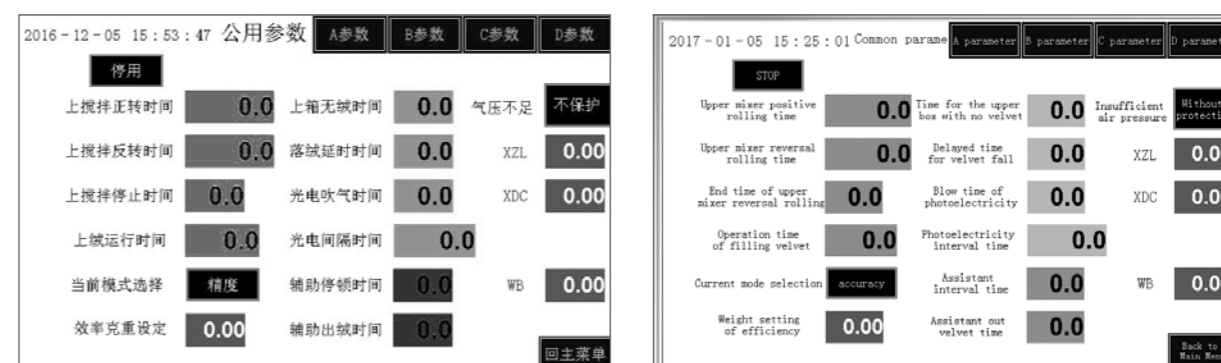 2016-12-05 15:53:47 公用参数 A参数 B参数 C参数 D参数
停用
上搅拌正转时间 0.0 上箱无绒时间 0.0 气压不足 不保护
上搅拌反转时间 0.0 落绒延时时间 0.0 XZL 0.00
上搅拌停止时间 0.0 光电吹气时间 0.0 XDC 0.00
上绒运行时间 0.0 光电间隔时间 0.0
当前模式选择 精度 辅助停顿时间 0.0 WB 0.00
效率克重设定 0.00 辅助出绒时间 0.0
回主菜单
2017-01-05 15:25:01 Common parame A parameter B parameter C parameter D paramet
STOP
Upper mixer positive
rolling time 0.0 Time for the upper
box with no velvet 0.0 Insufficient
air pressure Without
protecti
Upper mixer reversal
rolling time 0.0 Delayed time
for velvet fall 0.0 XZL 0.0
End time of upper
mixer reversal rolling 0.0 Blow time of
photoelectricity 0.0 XDC 0.0
Operation time
of filling velvet 0.0 Photoelectricity
interval time 0.0
Current mode selection accuracy Assistant
interval time 0.0 WB 0.0
Weight setting
of efficiency 0.00 Assistant out
velvet time 0.0
Back to
Main Men